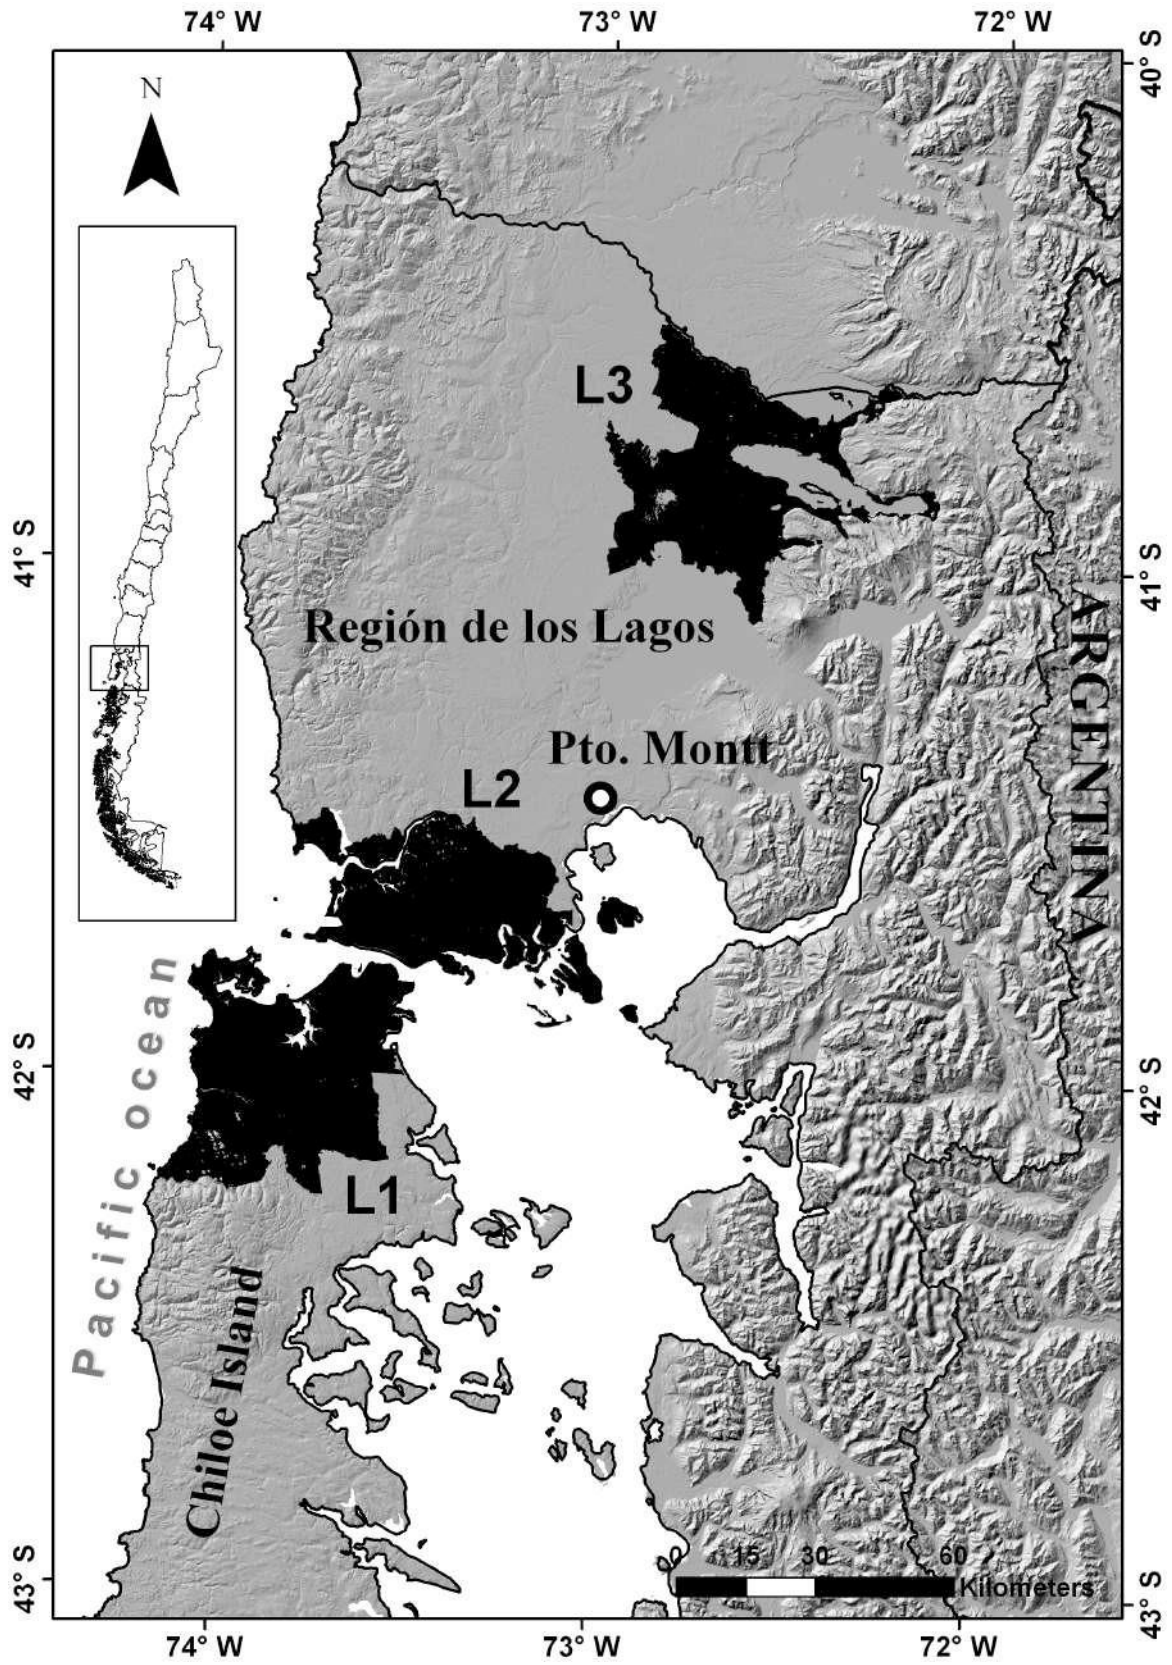 74° W 73° W 72° W
40° S
N
L3
41° S
41° S
Región de los Lagos
ARGENTINA
Pto. Montt
L2
Pacific ocean
42° S
42° S
L1
Chiloe Island
0 15 30 60
Kilometers
43° S
43° S
74° W 73° W 72° W